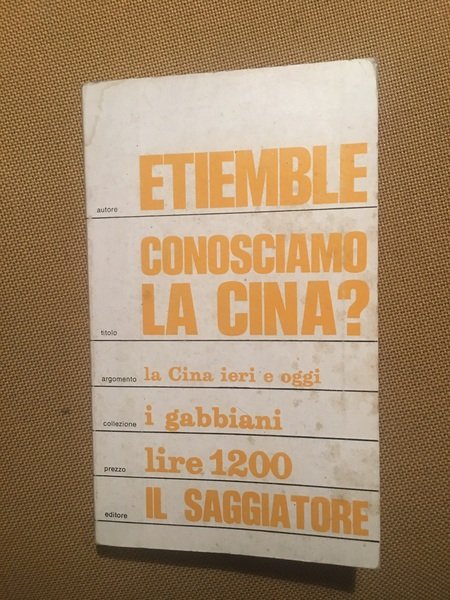 autore ETIEMBLE
CONOSCIAMO
titolo LA CINA?
argomento la Cina ieri e oggi
collezione i gabbiani
prezzo lire 1200
editore IL SAGGIATORE